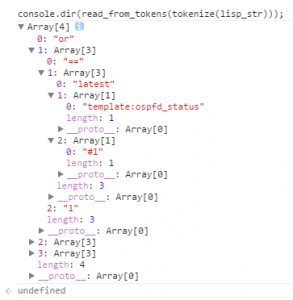 console.dir(read_from_tokens(tokenize(lisp_str)));
▼ Array[4] i
0: "or"
▼ 1: Array[3]
0: "=="
▼ 1: Array[3]
0: "latest"
▼ 1: Array[1]
0: "template:ospfd_status"
length: 1
▶ __proto__: Array[0]
▼ 2: Array[1]
0: "#1"
length: 1
▶ __proto__: Array[0]
length: 3
▶ __proto__: Array[0]
2: "1"
length: 3
▶ __proto__: Array[0]
▶ 2: Array[3]
▶ 3: Array[3]
length: 4
▶ __proto__: Array[0]
undefined